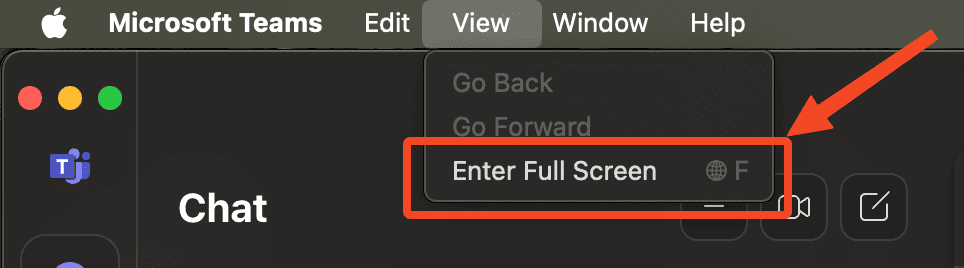 Microsoft Teams Edit View Window Help
Go Back
Go Forward
Enter Full Screen F
T
Chat